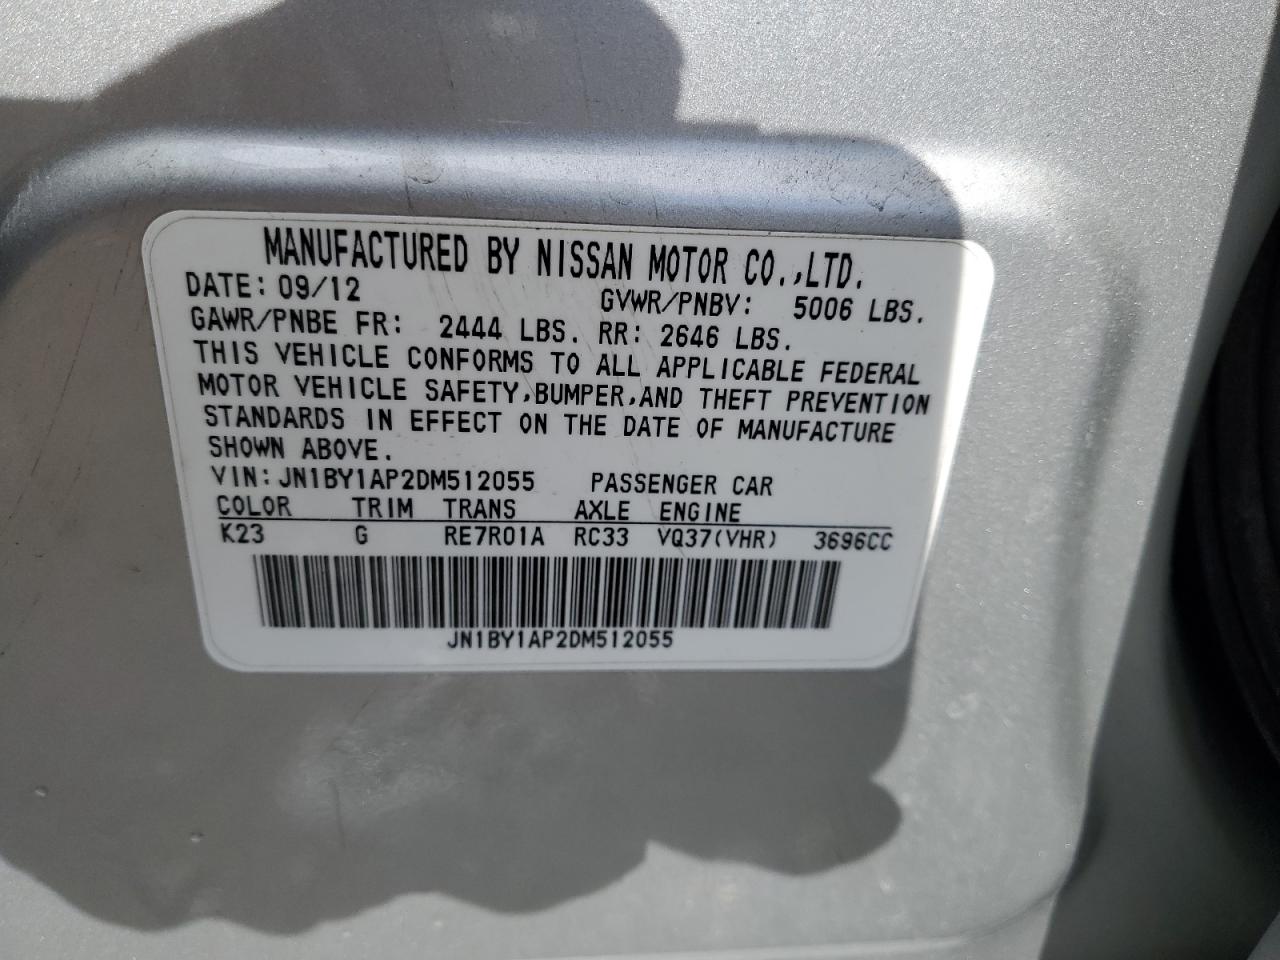 MANUFACTURED BY NISSAN MOTOR CO.,LTD.
DATE: 09/12 GVWR/PNBV: 5006 LBS.
GAWR/PNBE FR: 2444 LBS. RR: 2646 LBS.
THIS VEHICLE CONFORMS TO ALL APPLICABLE FEDERAL
MOTOR VEHICLE SAFETY,BUMPER,AND THEFT PREVENTION
STANDARDS IN EFFECT ON THE DATE OF MANUFACTURE
SHOWN ABOVE.
VIN: JN1BY1AP2DM512055 PASSENGER CAR
COLOR TRIM TRANS AXLE ENGINE
K23 G RE7R01A RC33 VQ37(VHR) 3696CC
JN1BY1AP2DM512055